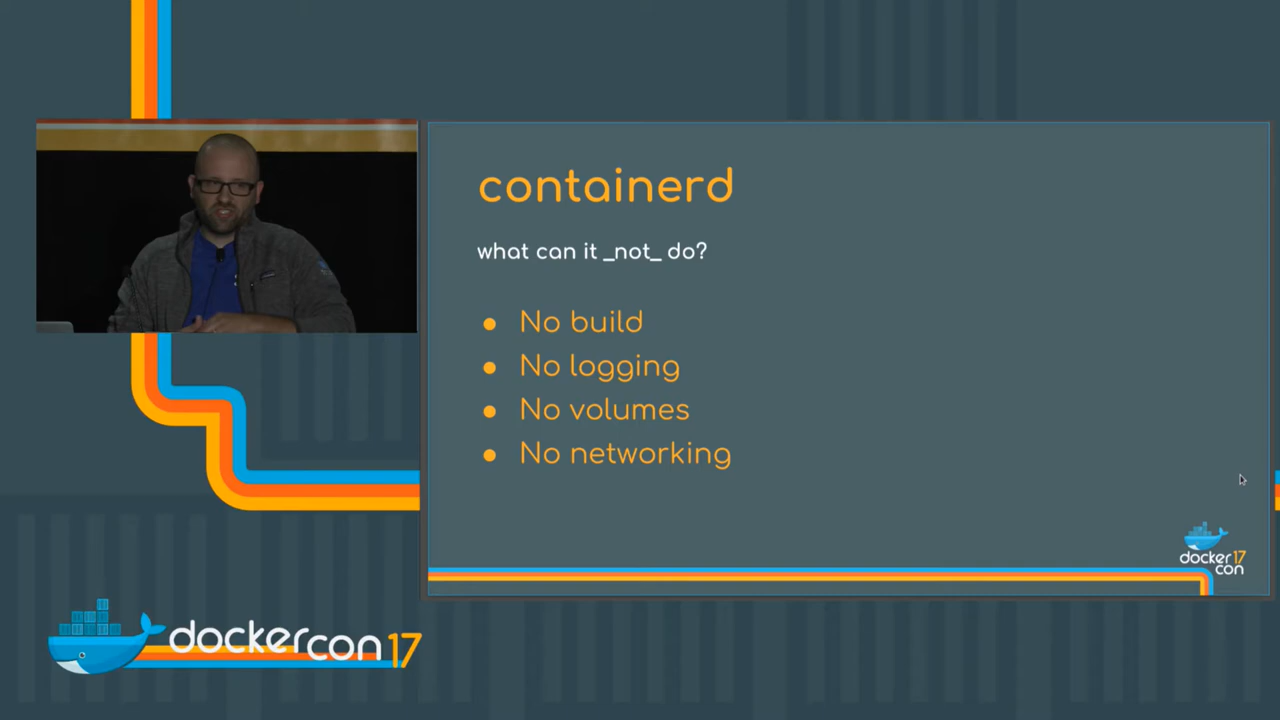 containerd
what can it _not_ do?
● No build
● No logging
● No volumes
● No networking
docker 17
con
dockercon 17